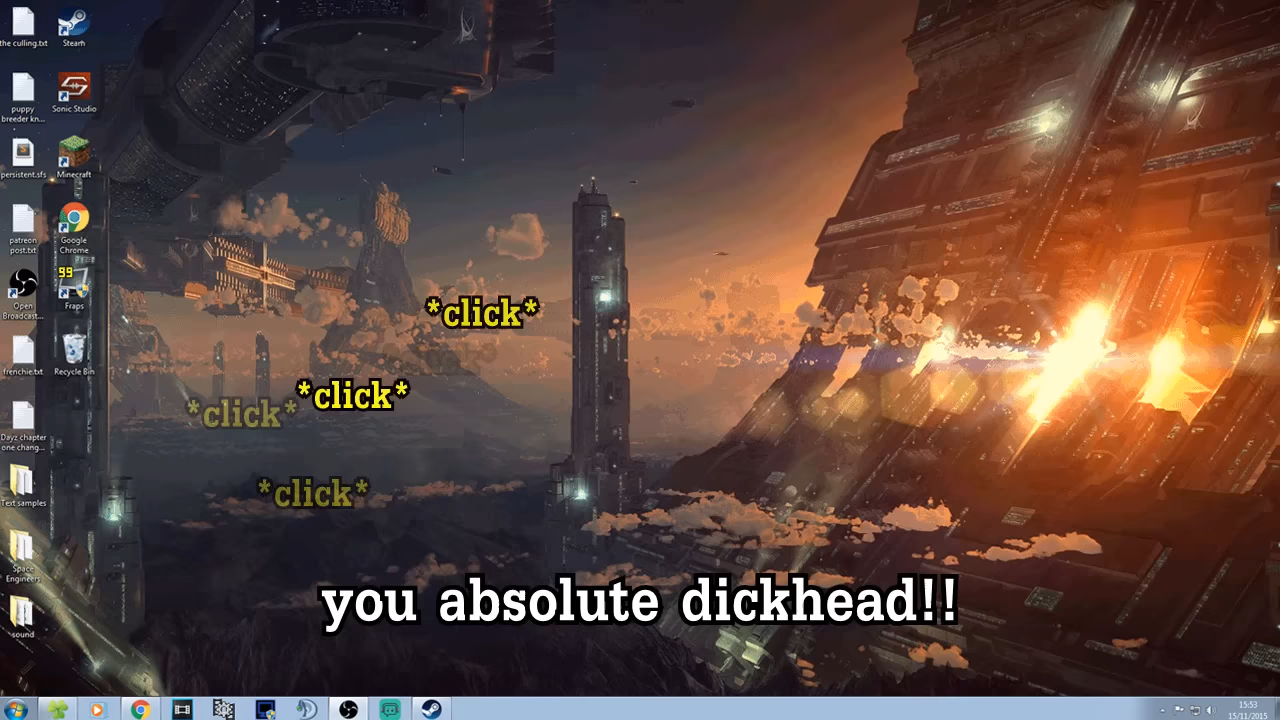 the culling.txt
Steam
puppy
breeder kn...
Sonic Studio
persistent.sfs
Minecraft
patreon
post.txt
Google
Chrome
99
Open
Broadcast...
Fraps
frenchie.txt
Recycle Bin
Dayz chapter
one chang...
Text samples
Space
Engineers
sound
*click*
*click*
*click*
*click*
you absolute dickhead!!
15:53
15/11/2015